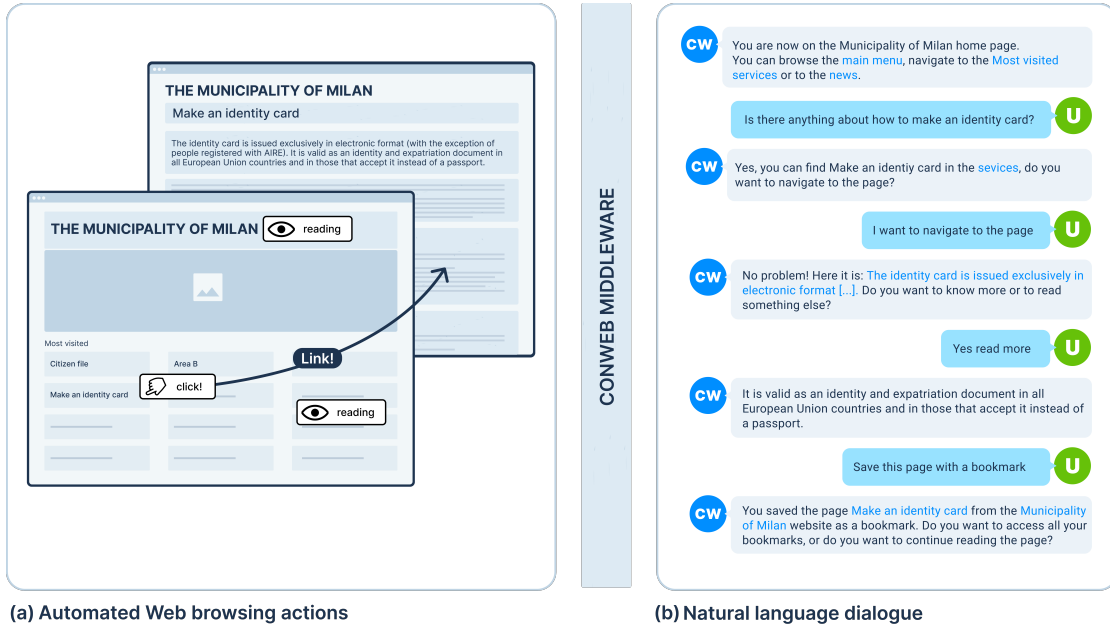 THE MUNICIPALITY OF MILAN
Make an identity card
The identity card is issued exclusively in electronic format (with the exception of
people registered with AIRE). It is valid as an identity and expatriation document in
all European Union countries and in those that accept it instead of a passport.
THE MUNICIPALITY OF MILAN
reading
Most visited
Citizen file
Area B
Link!
click!
Make an identity card
reading
(a) Automated Web browsing actions
CONWEB MIDDLEWARE
CW
You are now on the Municipality of Milan home page.
You can browse the main menu, navigate to the Most visited
services or to the news.
Is there anything about how to make an identity card?
U
CW
Yes, you can find Make an identiy card in the sevices, do you
want to navigate to the page?
I want to navigate to the page
U
CW
No problem! Here it is: The identity card is issued exclusively in
electronic format [...]. Do you want to know more or to read
something else?
Yes read more
U
CW
It is valid as an identity and expatriation document in all
European Union countries and in those that accept it instead of
a passport.
Save this page with a bookmark
U
CW
You saved the page Make an identity card from the Municipality
of Milan website as a bookmark. Do you want to access all your
bookmarks, or do you want to continue reading the page?
(b) Natural language dialogue